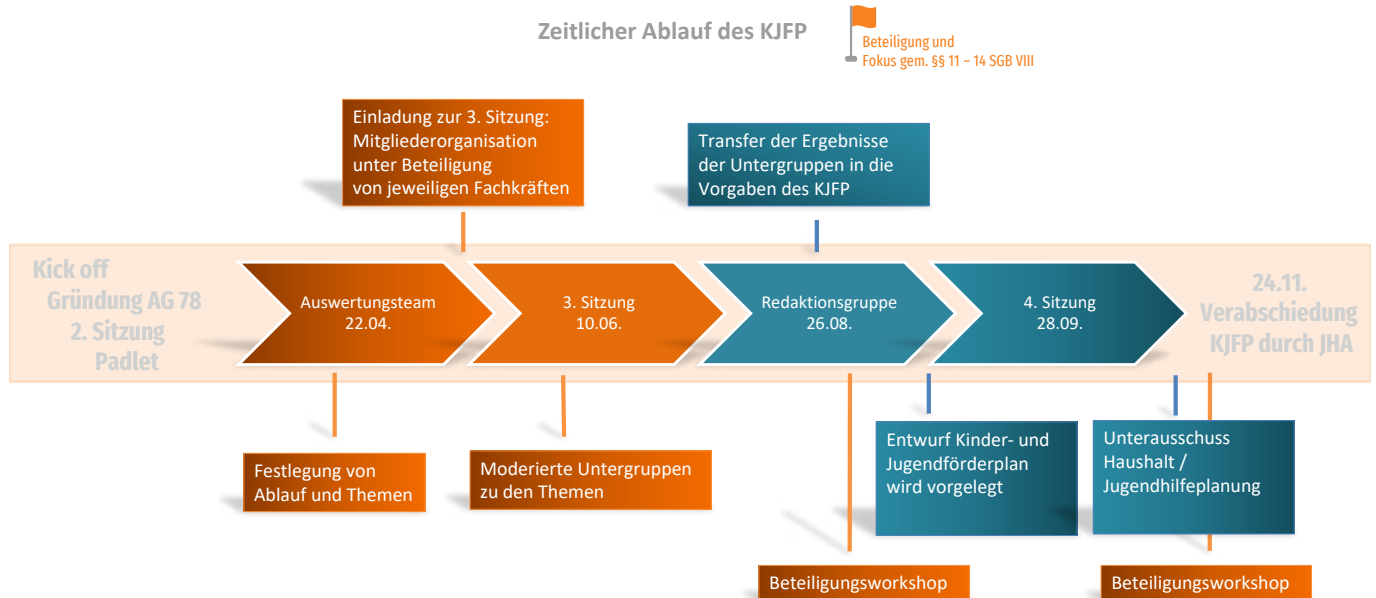 Zeitlicher Ablauf des KJFP
Beteiligung und
Fokus gem. §§ 11 – 14 SGB VIII
Einladung zur 3. Sitzung:
Mitgliederorganisation
unter Beteiligung
von jeweiligen Fachkräften
Transfer der Ergebnisse
der Untergruppen in die
Vorgaben des KJFP
Kick off
Gründung AG 78
2. Sitzung
Padlet
Auswertungsteam
22.04.
3. Sitzung
10.06.
Redaktionsgruppe
26.08.
4. Sitzung
28.09.
24.11.
Verabschiedung
KJFP durch JHA
Festlegung von
Ablauf und Themen
Moderierte Untergruppen
zu den Themen
Entwurf Kinder- und
Jugendförderplan
wird vorgelegt
Unterausschuss
Haushalt /
Jugendhilfeplanung
Beteiligungsworkshop
Beteiligungsworkshop